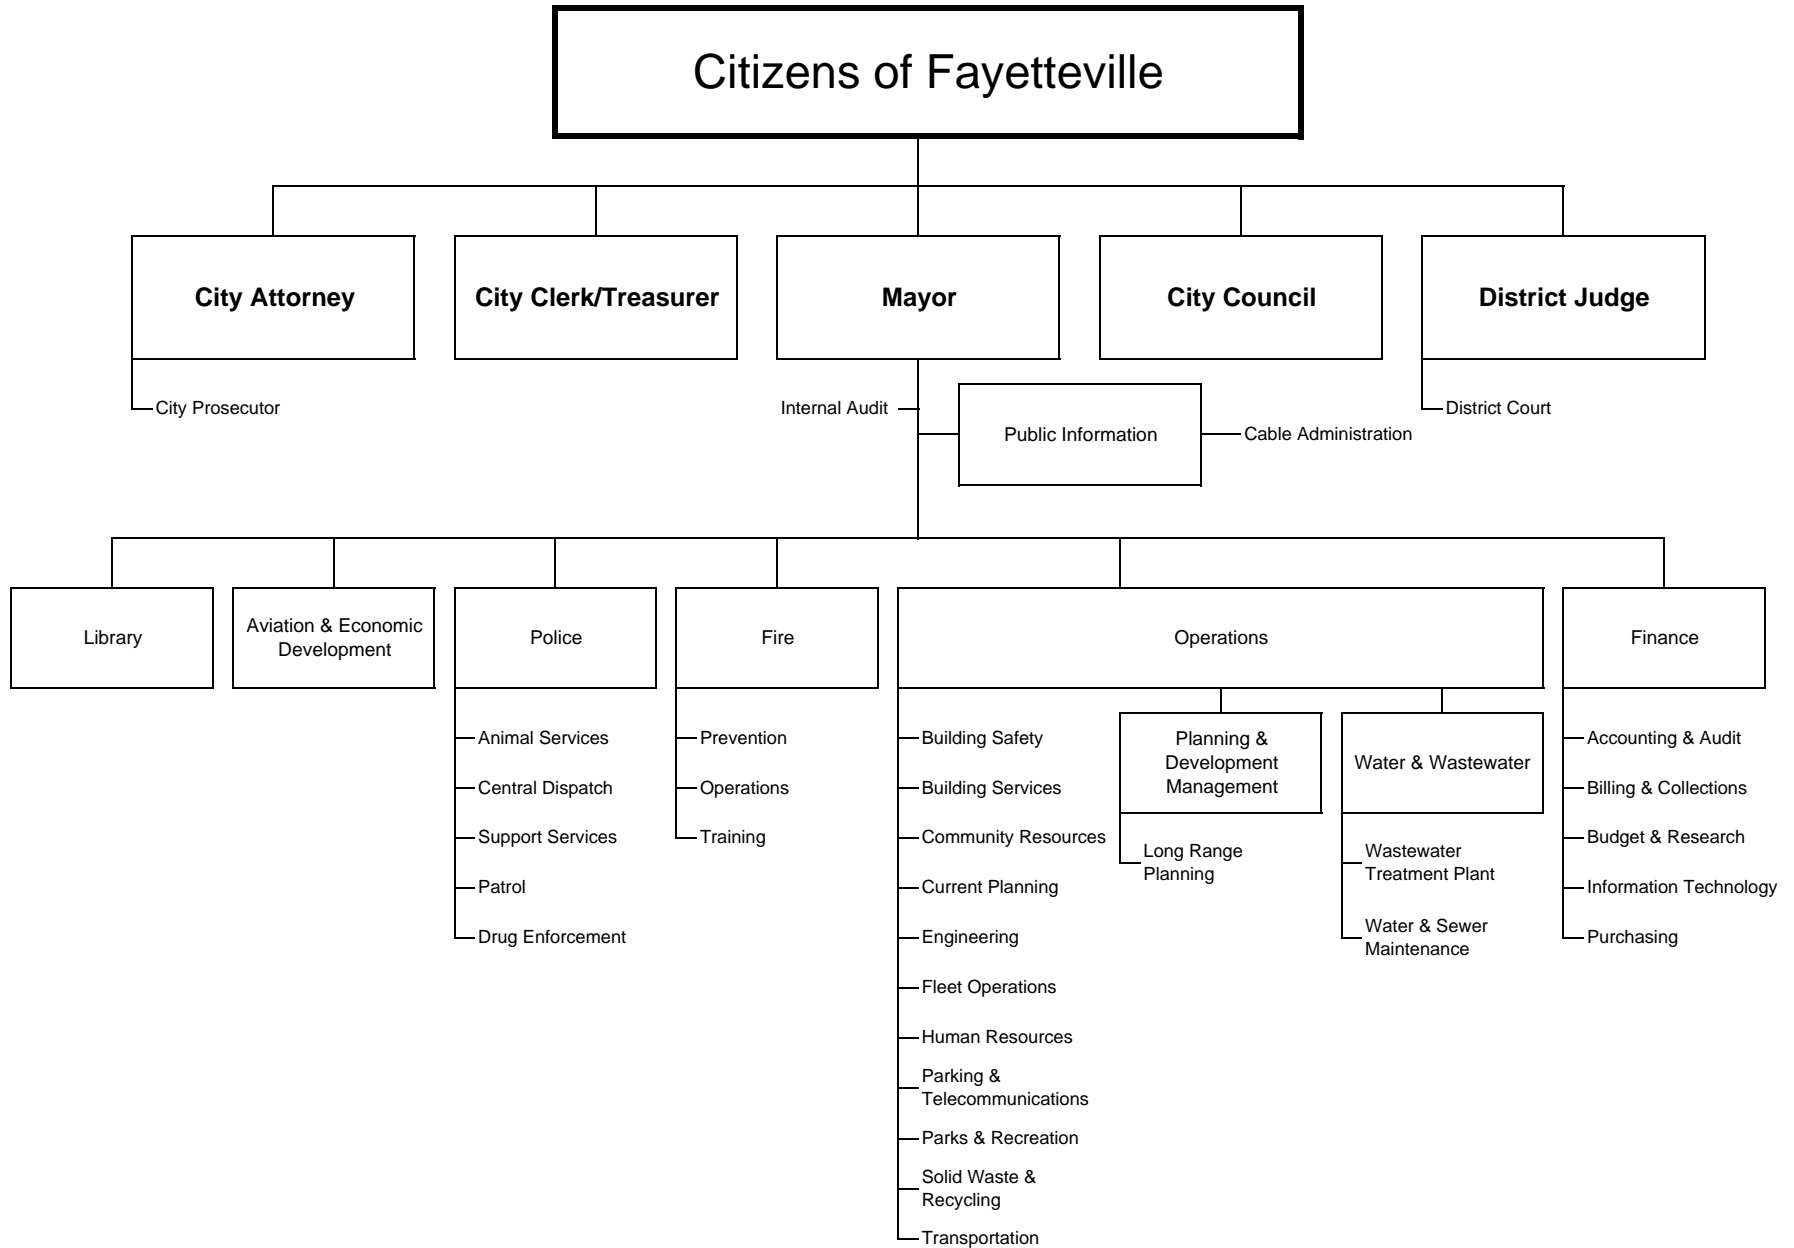 Citizens of Fayetteville
City Attorney
City Clerk/Treasurer
Mayor
City Council
District Judge
City Prosecutor
Internal Audit
District Court
Public Information
Cable Administration
Library
Aviation & Economic
Development
Police
Fire
Operations
Finance
Animal Services
Central Dispatch
Support Services
Patrol
Drug Enforcement
Prevention
Operations
Training
Building Safety
Building Services
Community Resources
Current Planning
Engineering
Fleet Operations
Human Resources
Parking &
Telecommunications
Parks & Recreation
Solid Waste &
Recycling
Transportation
Planning &
Development
Management
Long Range
Planning
Water & Wastewater
Wastewater
Treatment Plant
Water & Sewer
Maintenance
Accounting & Audit
Billing & Collections
Budget & Research
Information Technology
Purchasing